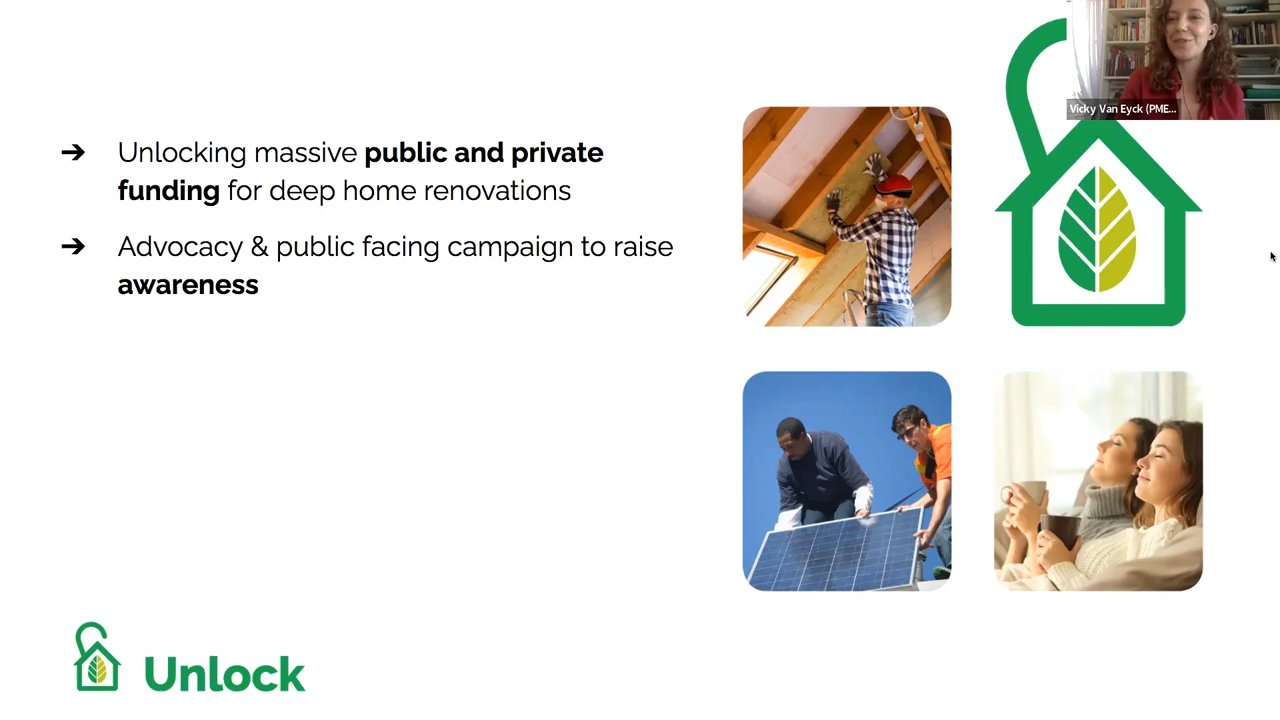 Vicky Van Eyck (PME...
➔ Unlocking massive public and private
funding for deep home renovations
➔ Advocacy & public facing campaign to raise
awareness
Unlock